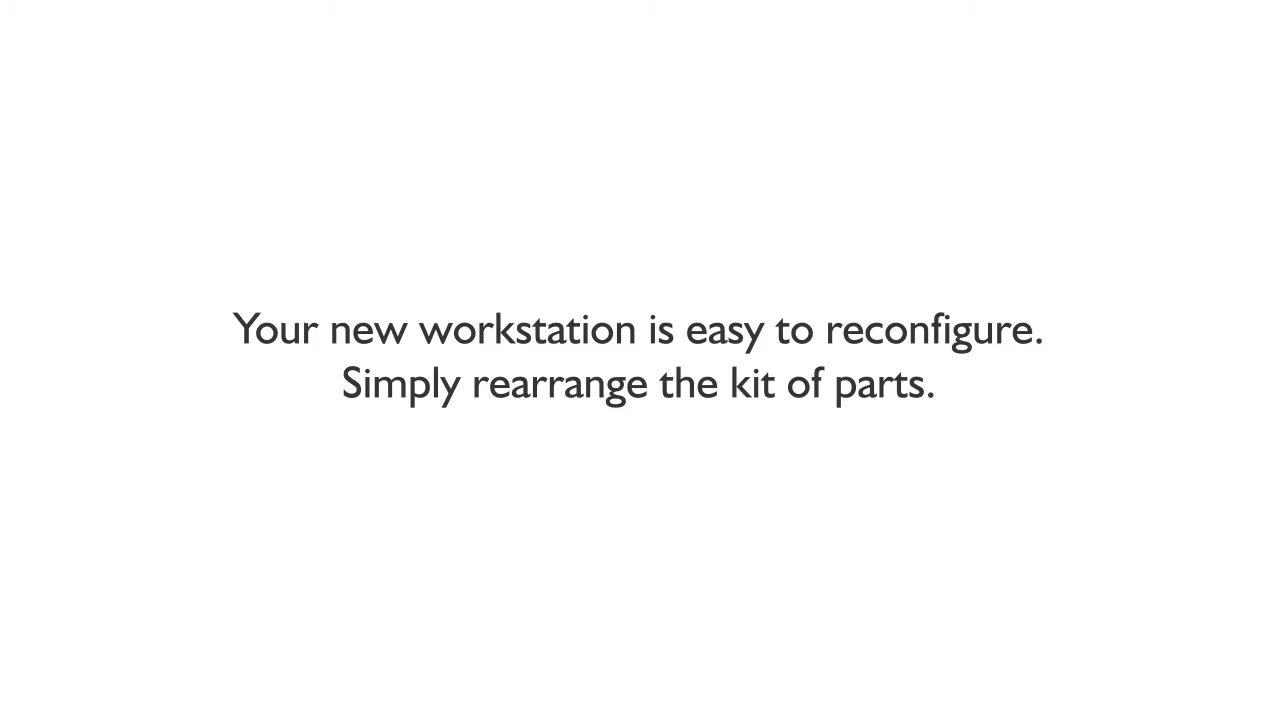 Your new workstation is easy to reconfigure.
Simply rearrange the kit of parts.